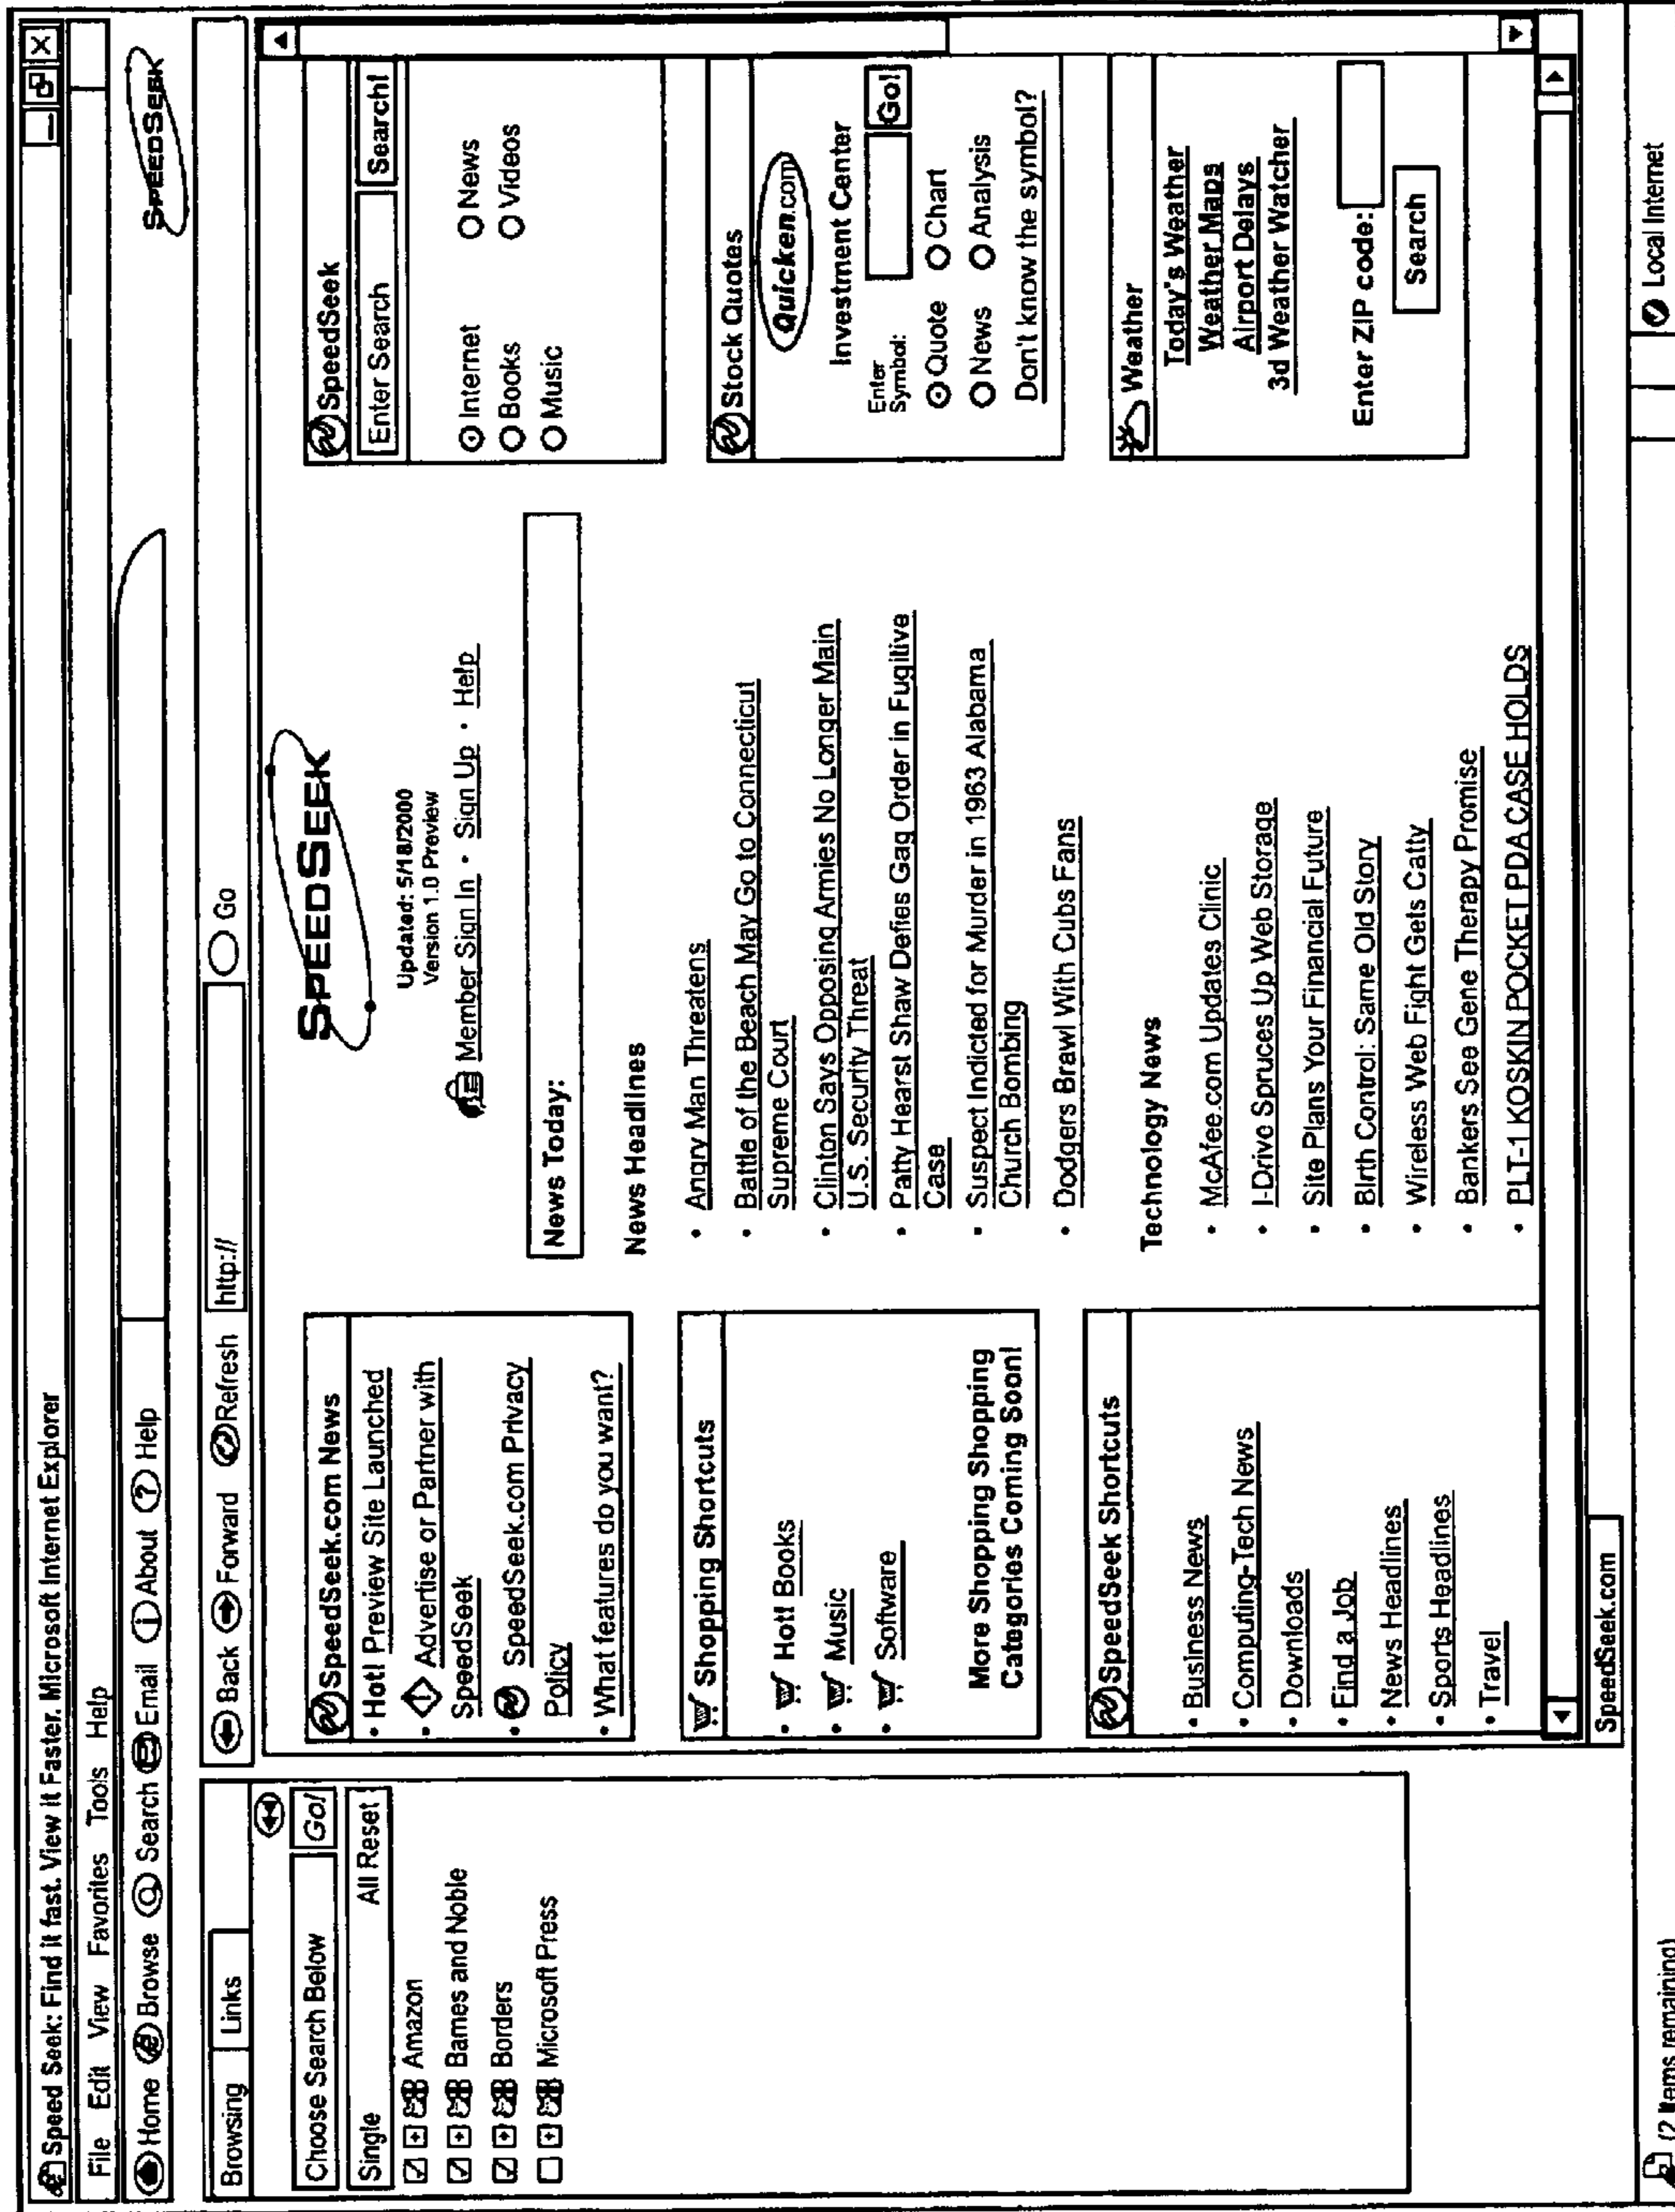 Speed Seek: Find it fast. View it Faster. Microsoft Internet Explorer
File Edit View Favorites Tools Help
Home Browse Search Email About Help
SPEEDSEEK
Browsing Links
Back Forward Refresh http:// Go
Choose Search Below Go!
Single All Reset
Amazon
Barnes and Noble
Borders
Microsoft Press
SpeedSeek.com News
• Hot! Preview Site Launched
• Advertise or Partner with
SpeedSeek
• SpeedSeek.com Privacy
Policy
• What features do you want?
Shopping Shortcuts
• Hot! Books
• Music
• Software
More Shopping Shopping
Categories Coming Soon!
SpeedSeek Shortcuts
• Business News
• Computing-Tech News
• Downloads
• Find a Job
• News Headlines
• Sports Headlines
• Travel
SPEEDSEEK
Updated: 5/18/2000
Version 1.0 Preview
Member Sign In • Sign Up • Help
News Today:
News Headlines
• Angry Man Threatens
• Battle of the Beach May Go to Connecticut
Supreme Court
• Clinton Says Opposing Armies No Longer Main
U.S. Security Threat
• Patty Hearst Shaw Defies Gag Order in Fugitive
Case
• Suspect Indicted for Murder in 1963 Alabama
Church Bombing
• Dodgers Brawl With Cubs Fans
Technology News
• McAfee.com Updates Clinic
• I-Drive Spruces Up Web Storage
• Site Plans Your Financial Future
• Birth Control: Same Old Story
• Wireless Web Fight Gets Catty
• Bankers See Gene Therapy Promise
• PLT-1 KOSKIN POCKET PDA CASE HOLDS
SpeedSeek
Enter Search Search!
Internet News
Books Videos
Music
Stock Quotes
Quicken.com
Investment Center
Enter
Symbol: Go!
Quote Chart
News Analysis
Don't know the symbol?
Weather
Today's Weather
Weather Maps
Airport Delays
3d Weather Watcher
Enter ZIP code:
Search
SpeedSeek.com
(2 items remaining) Local Internet